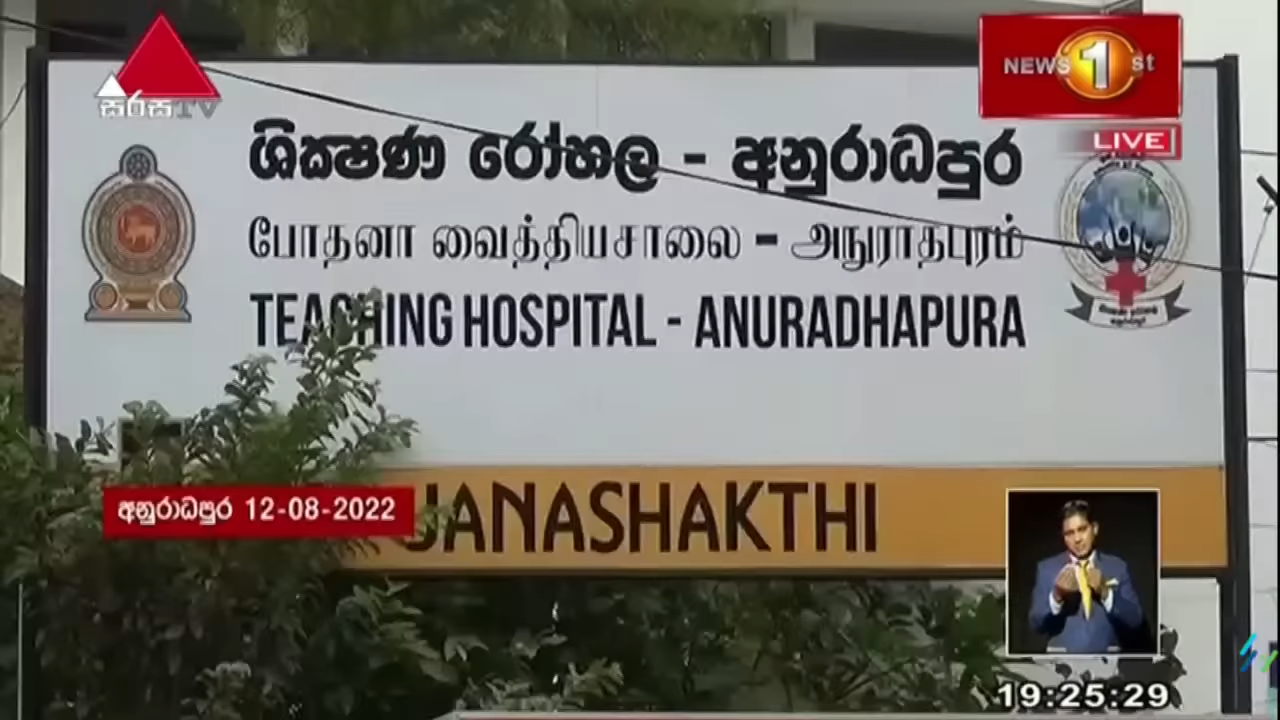 සිරස TV
NEWS 1st
LIVE
ශික්ෂණ රෝහල - අනුරාධපුර
போதனா வைத்தியசாலை - அநுராதபுரம்
TEACHING HOSPITAL - ANURADHAPURA
JANASHAKTHI
අනුරාධපුර 12-08-2022
19:25:29